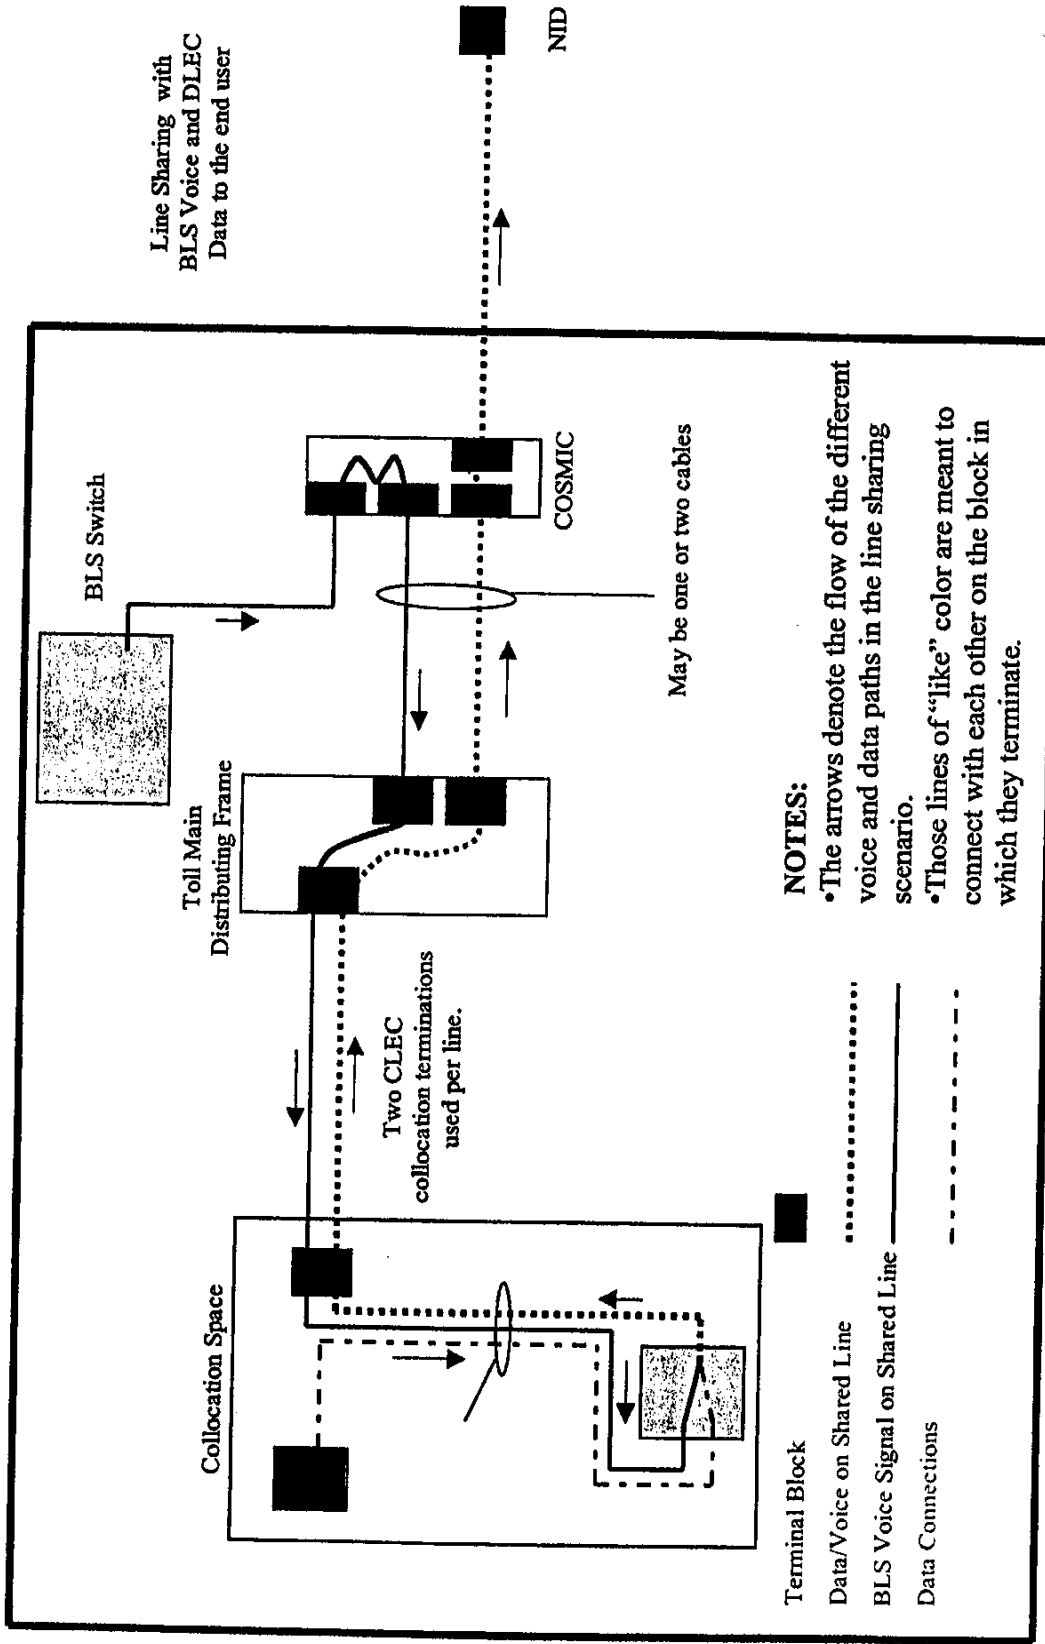 Line Sharing with
BLS Voice and DLEC
Data to the end user
NID
BLS Switch
COSMIC
May be one or two cables
Toll Main
Distributing Frame
Two CLEC
collocation terminations
used per line.
Collocation Space
Terminal Block
Data/Voice on Shared Line
BLS Voice Signal on Shared Line
Data Connections
NOTES:
•The arrows denote the flow of the different
voice and data paths in the line sharing
scenario.
•Those lines of “like” color are meant to
connect with each other on the block in
which they terminate.